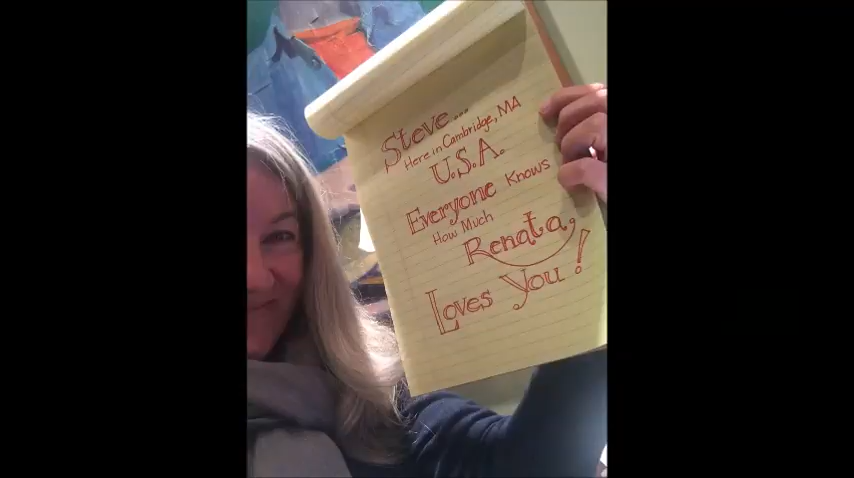 Steve...
Here in Cambridge, MA
U.S.A.
Everyone Knows
How Much
Renata,
Loves You!